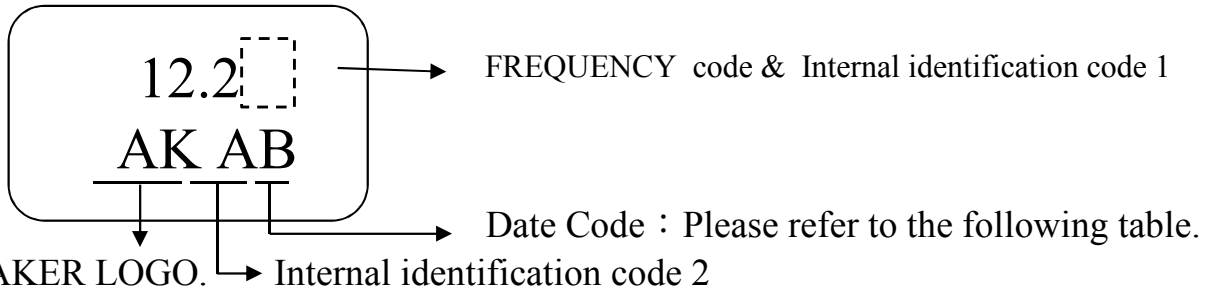 12.2
FREQUENCY code & Internal identification code 1
AK AB
Date Code：Please refer to the following table.
AKER LOGO. Internal identification code 2